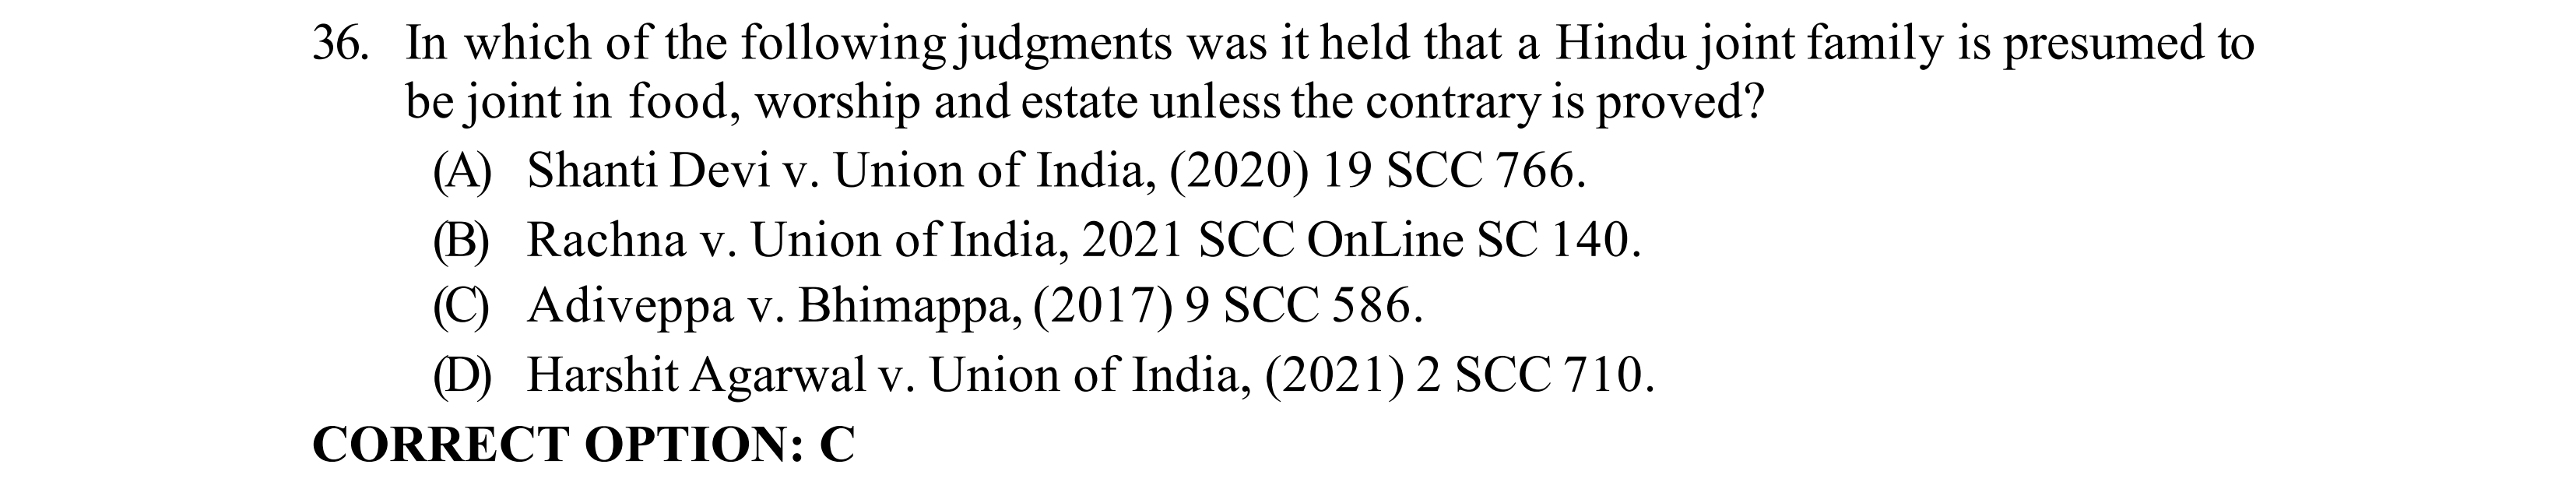 36. In which of the following judgments was it held that a Hindu joint family is presumed to
be joint in food, worship and estate unless the contrary is proved?
(A) Shanti Devi v. Union of India, (2020) 19 SCC 766.
(B) Rachna v. Union of India, 2021 SCC OnLine SC 140.
(C) Adiveppa v. Bhimappa, (2017) 9 SCC 586.
(D) Harshit Agarwal v. Union of India, (2021) 2 SCC 710.
CORRECT OPTION: C